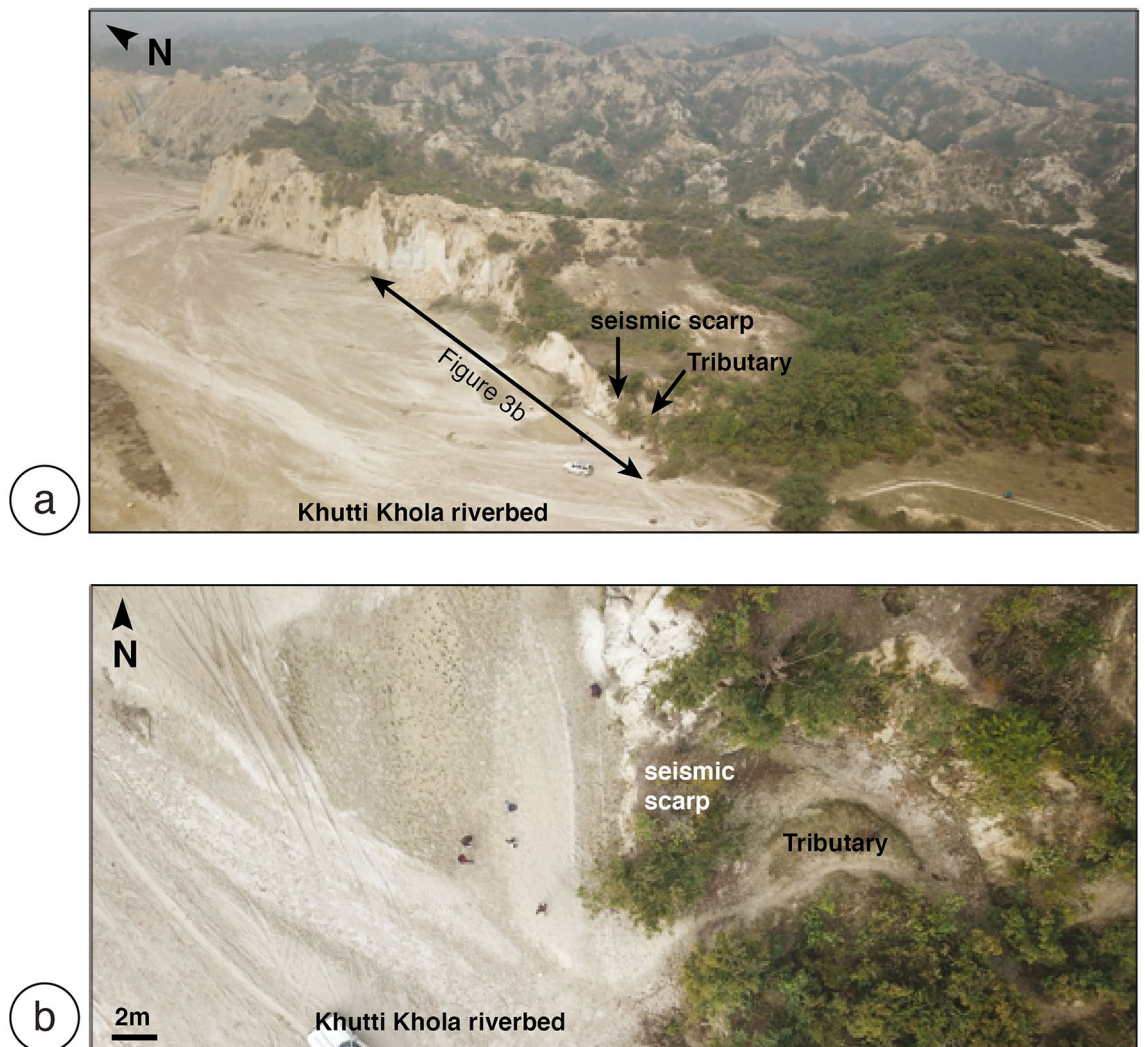 N
seismic scarp
Tributary
Figure 3b
Khutti Khola riverbed
a
N
seismic
scarp
Tributary
2m
Khutti Khola riverbed
b